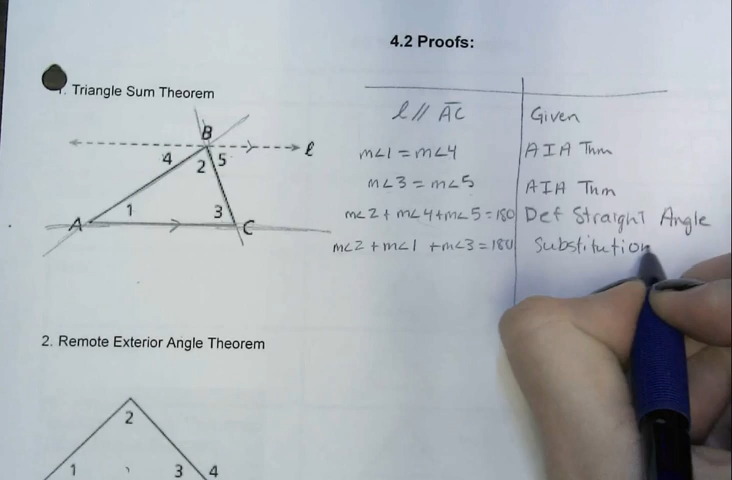 4.2 Proofs:
1. Triangle Sum Theorem
l // AC Given
m∠1 = m∠4 AIA Thm
m∠3 = m∠5 AIA Thm
m∠2 + m∠4 + m∠5 = 180 Def Straight Angle
m∠2 + m∠1 + m∠3 = 180 Substitution
B
l
4 2 5
1 3
A C
2. Remote Exterior Angle Theorem
2
1 3 4